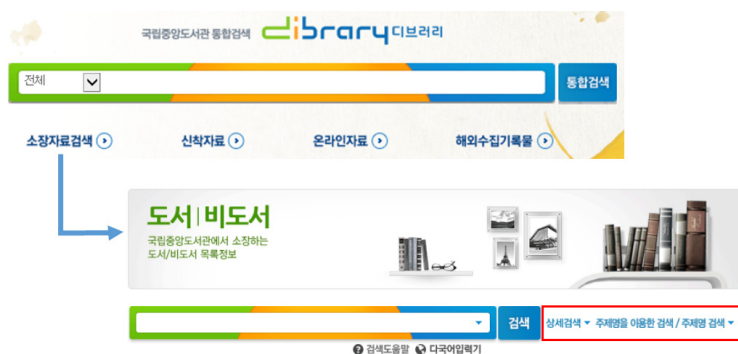 국립중앙도서관 통합검색 dibrary 디브러리
전체 통합검색
소장자료검색 신착자료 온라인자료 해외수집기록물
도서 | 비도서
국립중앙도서관에서 소장하는
도서/비도서 목록정보
검색 상세검색 주제명을 이용한 검색 / 주제명 검색
검색도움말 다국어입력기